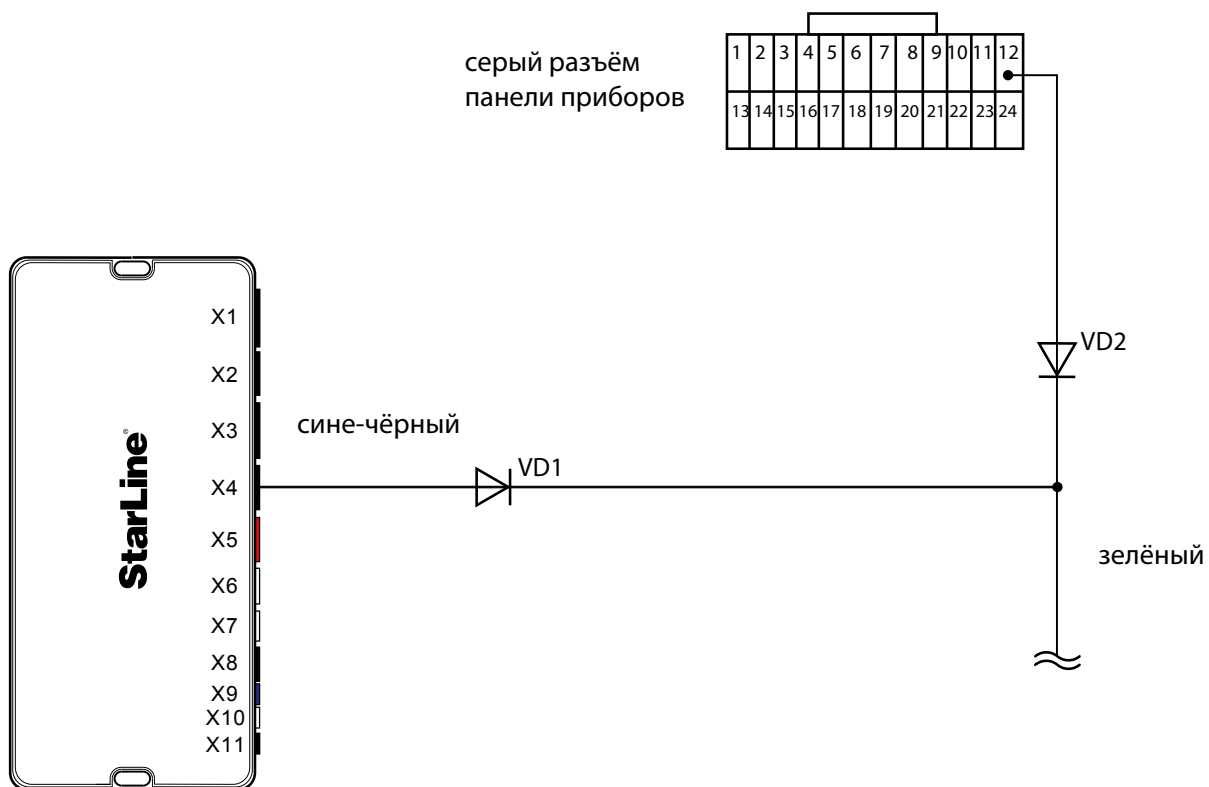 серый разъём
панели приборов
1 2 3 4 5 6 7 8 9 10 11 12
13 14 15 16 17 18 19 20 21 22 23 24
VD2
X1
X2
X3
сине-чёрный
VD1
X4
X5
зелёный
X6
X7
X8
X9
X10
X11
StarLine®